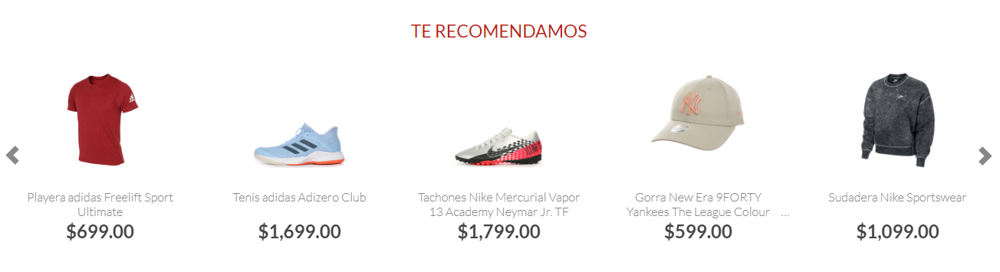 TE RECOMENDAMOS
Playera adidas Freelift Sport
Ultimate
$699.00
Tenis adidas Adizero Club
$1,699.00
Tachones Nike Mercurial Vapor
13 Academy Neymar Jr. TF
$1,799.00
Gorra New Era 9FORTY
Yankees The League Colour ...
$599.00
Sudadera Nike Sportswear
$1,099.00